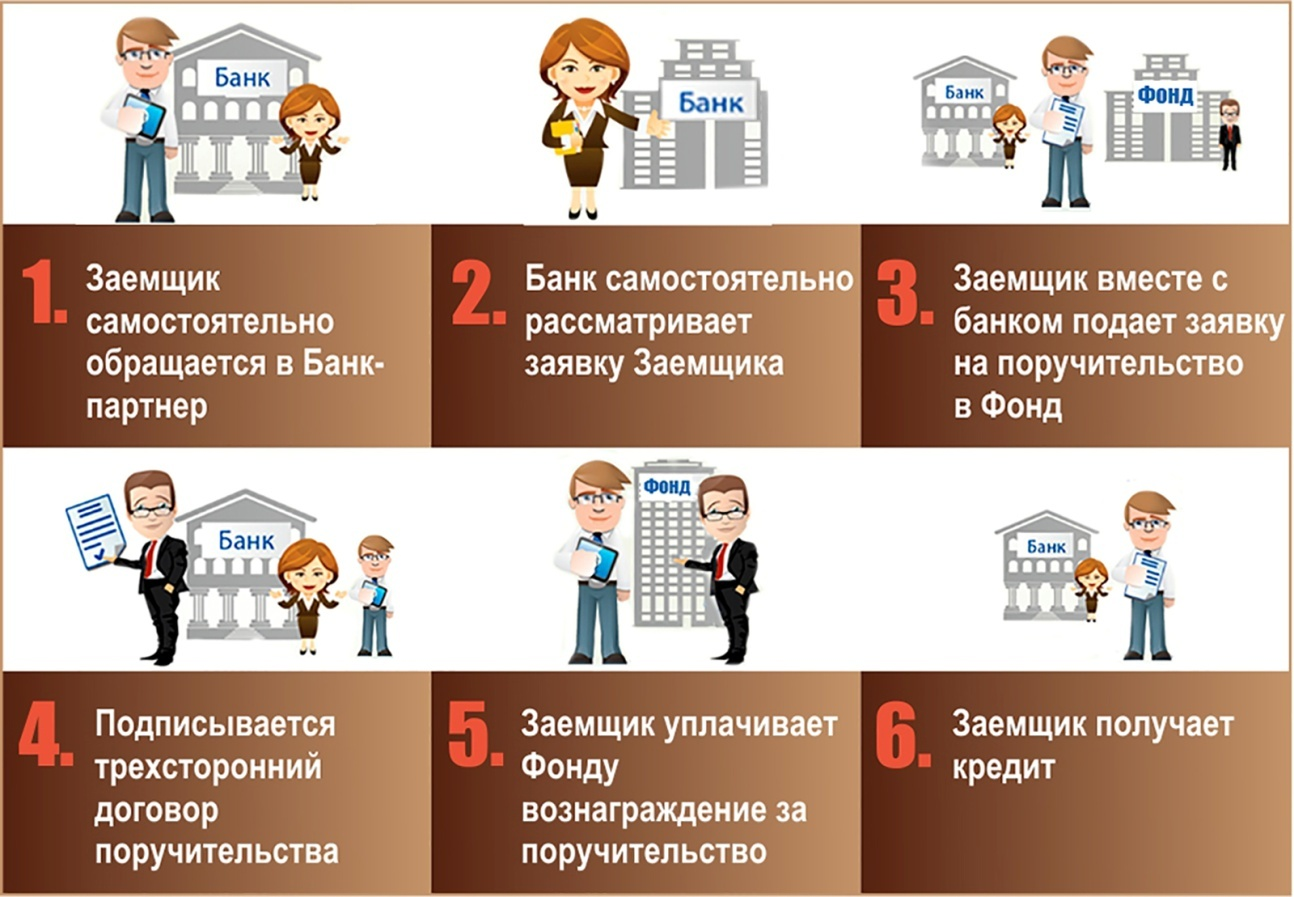 Банк
Банк
Банк
ФОНД
1.
Заемщик
самостоятельно
обращается в Банк-
партнер
2.
Банк самостоятельно
рассматривает
заявку Заемщика
3.
Заемщик вместе с
банком подает заявку
на поручительство
в Фонд
Банк
ФОНД
Банк
4.
Подписывается
трехсторонний
договор
поручительства
5.
Заемщик уплачивает
Фонду
вознаграждение за
поручительство
6.
Заемщик получает
кредит